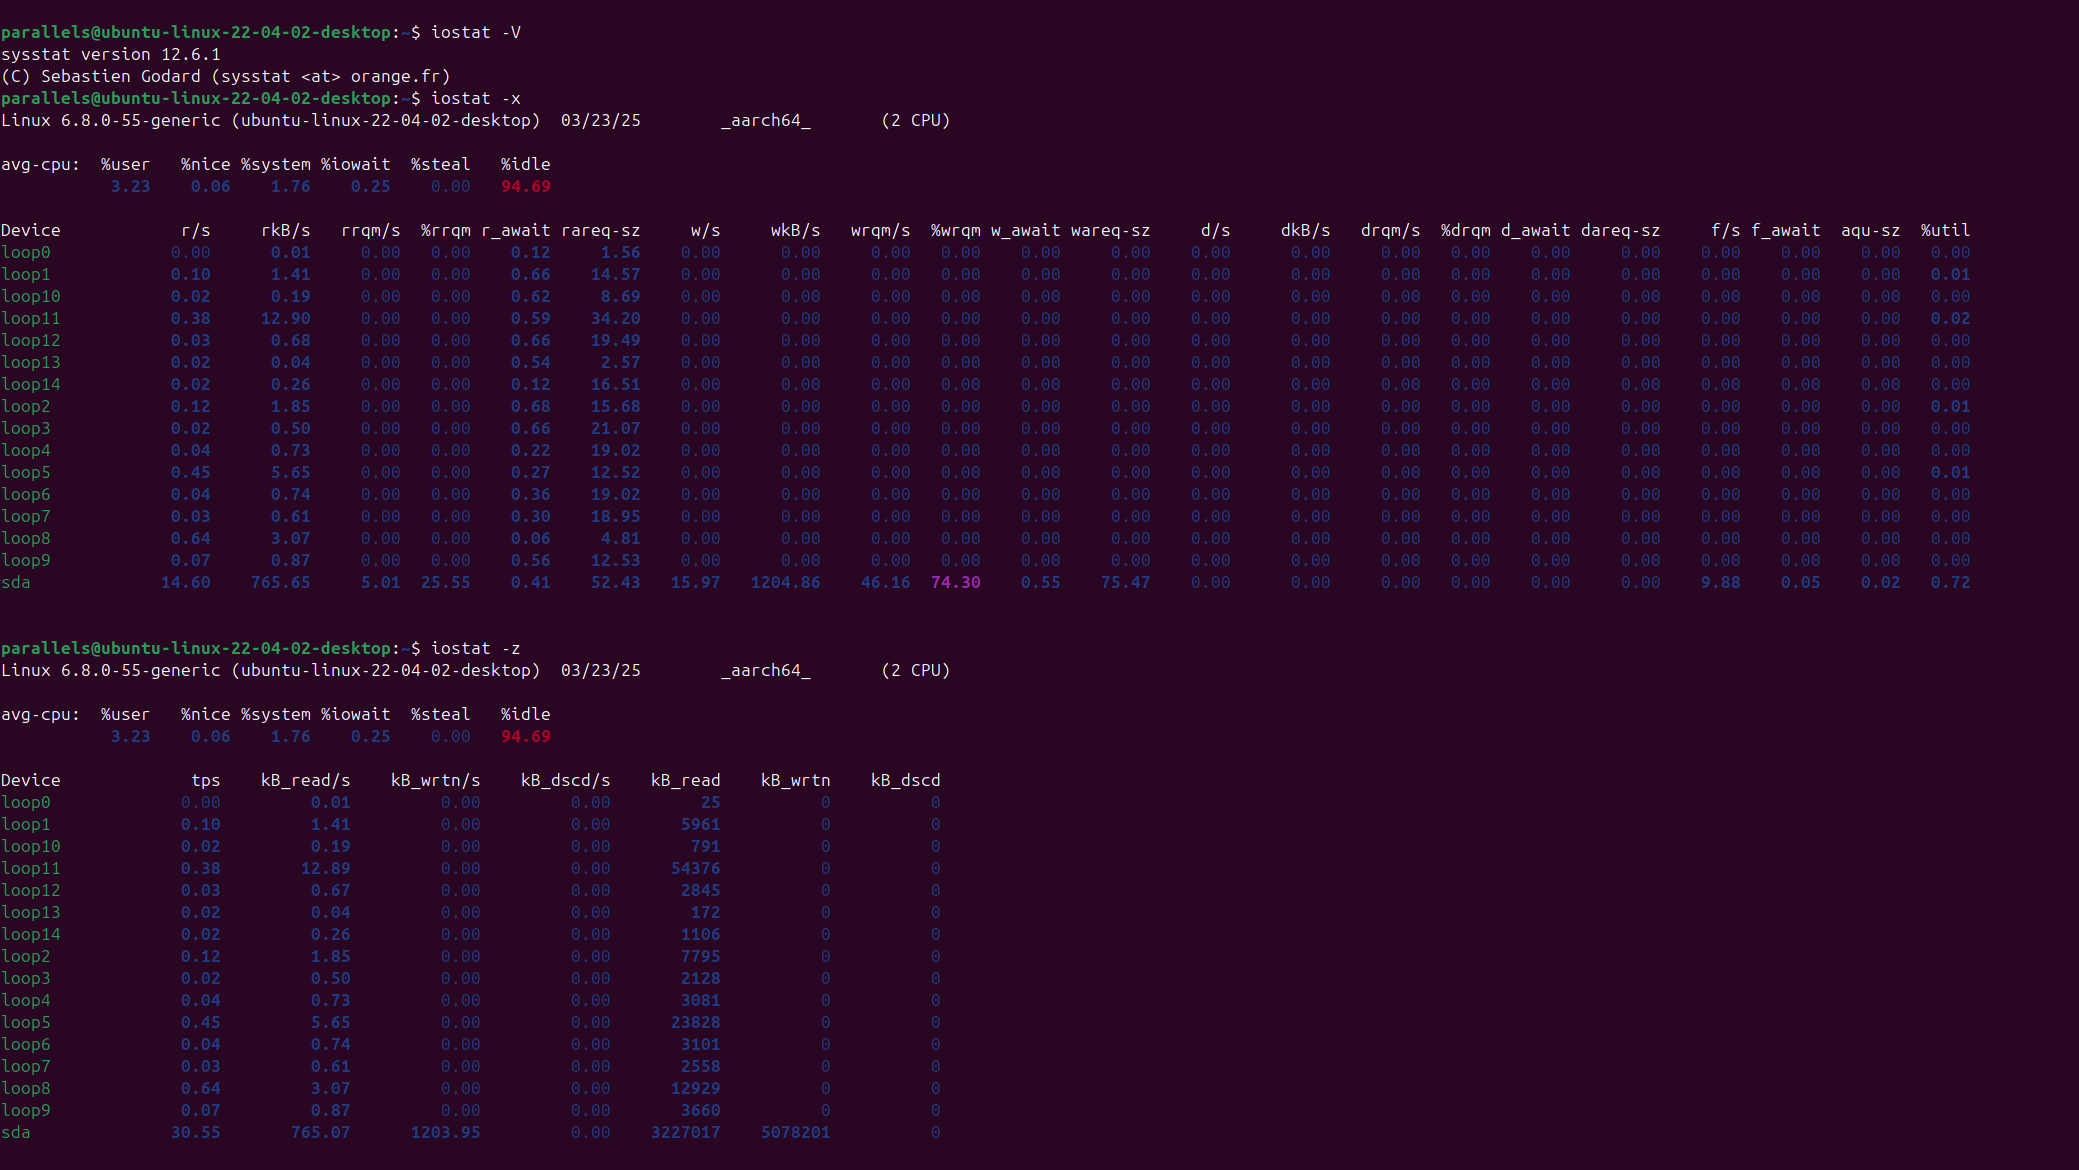 parallels@ubuntu-linux-22-04-02-desktop:~$ iostat -V
sysstat version 12.6.1
(C) Sebastien Godard (sysstat <at> orange.fr)
parallels@ubuntu-linux-22-04-02-desktop:~$ iostat -x
Linux 6.8.0-55-generic (ubuntu-linux-22-04-02-desktop) 03/23/25 _aarch64_ (2 CPU)
avg-cpu: %user %nice %system %iowait %steal %idle
3.23 0.06 1.76 0.25 0.00 94.69
Device r/s rkB/s rrqm/s %rrqm r_await rareq-sz w/s wkB/s wrqm/s %wrqm w_await wareq-sz d/s dkB/s drqm/s %drqm d_await dareq-sz f/s f_await aqu-sz %util
loop0 0.00 0.01 0.00 0.00 0.12 1.56 0.00 0.00 0.00 0.00 0.00 0.00 0.00 0.00 0.00 0.00 0.00 0.00 0.00 0.00 0.00 0.00
loop1 0.10 1.41 0.00 0.00 0.66 14.57 0.00 0.00 0.00 0.00 0.00 0.00 0.00 0.00 0.00 0.00 0.00 0.00 0.00 0.00 0.00 0.01
loop10 0.02 0.19 0.00 0.00 0.62 8.69 0.00 0.00 0.00 0.00 0.00 0.00 0.00 0.00 0.00 0.00 0.00 0.00 0.00 0.00 0.00 0.00
loop11 0.38 12.90 0.00 0.00 0.59 34.20 0.00 0.00 0.00 0.00 0.00 0.00 0.00 0.00 0.00 0.00 0.00 0.00 0.00 0.00 0.00 0.02
loop12 0.03 0.68 0.00 0.00 0.66 19.49 0.00 0.00 0.00 0.00 0.00 0.00 0.00 0.00 0.00 0.00 0.00 0.00 0.00 0.00 0.00 0.00
loop13 0.02 0.04 0.00 0.00 0.54 2.57 0.00 0.00 0.00 0.00 0.00 0.00 0.00 0.00 0.00 0.00 0.00 0.00 0.00 0.00 0.00 0.00
loop14 0.02 0.26 0.00 0.00 0.12 16.51 0.00 0.00 0.00 0.00 0.00 0.00 0.00 0.00 0.00 0.00 0.00 0.00 0.00 0.00 0.00 0.00
loop2 0.12 1.85 0.00 0.00 0.68 15.68 0.00 0.00 0.00 0.00 0.00 0.00 0.00 0.00 0.00 0.00 0.00 0.00 0.00 0.00 0.00 0.01
loop3 0.02 0.50 0.00 0.00 0.66 21.07 0.00 0.00 0.00 0.00 0.00 0.00 0.00 0.00 0.00 0.00 0.00 0.00 0.00 0.00 0.00 0.00
loop4 0.04 0.73 0.00 0.00 0.22 19.02 0.00 0.00 0.00 0.00 0.00 0.00 0.00 0.00 0.00 0.00 0.00 0.00 0.00 0.00 0.00 0.00
loop5 0.45 5.65 0.00 0.00 0.27 12.52 0.00 0.00 0.00 0.00 0.00 0.00 0.00 0.00 0.00 0.00 0.00 0.00 0.00 0.00 0.00 0.01
loop6 0.04 0.74 0.00 0.00 0.36 19.02 0.00 0.00 0.00 0.00 0.00 0.00 0.00 0.00 0.00 0.00 0.00 0.00 0.00 0.00 0.00 0.00
loop7 0.03 0.61 0.00 0.00 0.30 18.95 0.00 0.00 0.00 0.00 0.00 0.00 0.00 0.00 0.00 0.00 0.00 0.00 0.00 0.00 0.00 0.00
loop8 0.64 3.07 0.00 0.00 0.06 4.81 0.00 0.00 0.00 0.00 0.00 0.00 0.00 0.00 0.00 0.00 0.00 0.00 0.00 0.00 0.00 0.00
loop9 0.07 0.87 0.00 0.00 0.56 12.53 0.00 0.00 0.00 0.00 0.00 0.00 0.00 0.00 0.00 0.00 0.00 0.00 0.00 0.00 0.00 0.00
sda 14.60 765.65 5.01 25.55 0.41 52.43 15.97 1204.86 46.16 74.30 0.55 75.47 0.00 0.00 0.00 0.00 0.00 0.00 9.88 0.05 0.02 0.72
parallels@ubuntu-linux-22-04-02-desktop:~$ iostat -z
Linux 6.8.0-55-generic (ubuntu-linux-22-04-02-desktop) 03/23/25 _aarch64_ (2 CPU)
avg-cpu: %user %nice %system %iowait %steal %idle
3.23 0.06 1.76 0.25 0.00 94.69
Device tps kB_read/s kB_wrtn/s kB_dscd/s kB_read kB_wrtn kB_dscd
loop0 0.00 0.01 0.00 0.00 25 0 0
loop1 0.10 1.41 0.00 0.00 5961 0 0
loop10 0.02 0.19 0.00 0.00 791 0 0
loop11 0.38 12.89 0.00 0.00 54376 0 0
loop12 0.03 0.67 0.00 0.00 2845 0 0
loop13 0.02 0.04 0.00 0.00 172 0 0
loop14 0.02 0.26 0.00 0.00 1106 0 0
loop2 0.12 1.85 0.00 0.00 7795 0 0
loop3 0.02 0.50 0.00 0.00 2128 0 0
loop4 0.04 0.73 0.00 0.00 3081 0 0
loop5 0.45 5.65 0.00 0.00 23828 0 0
loop6 0.04 0.74 0.00 0.00 3101 0 0
loop7 0.03 0.61 0.00 0.00 2558 0 0
loop8 0.64 3.07 0.00 0.00 12929 0 0
loop9 0.07 0.87 0.00 0.00 3660 0 0
sda 30.55 765.07 1203.95 0.00 3227017 5078201 0